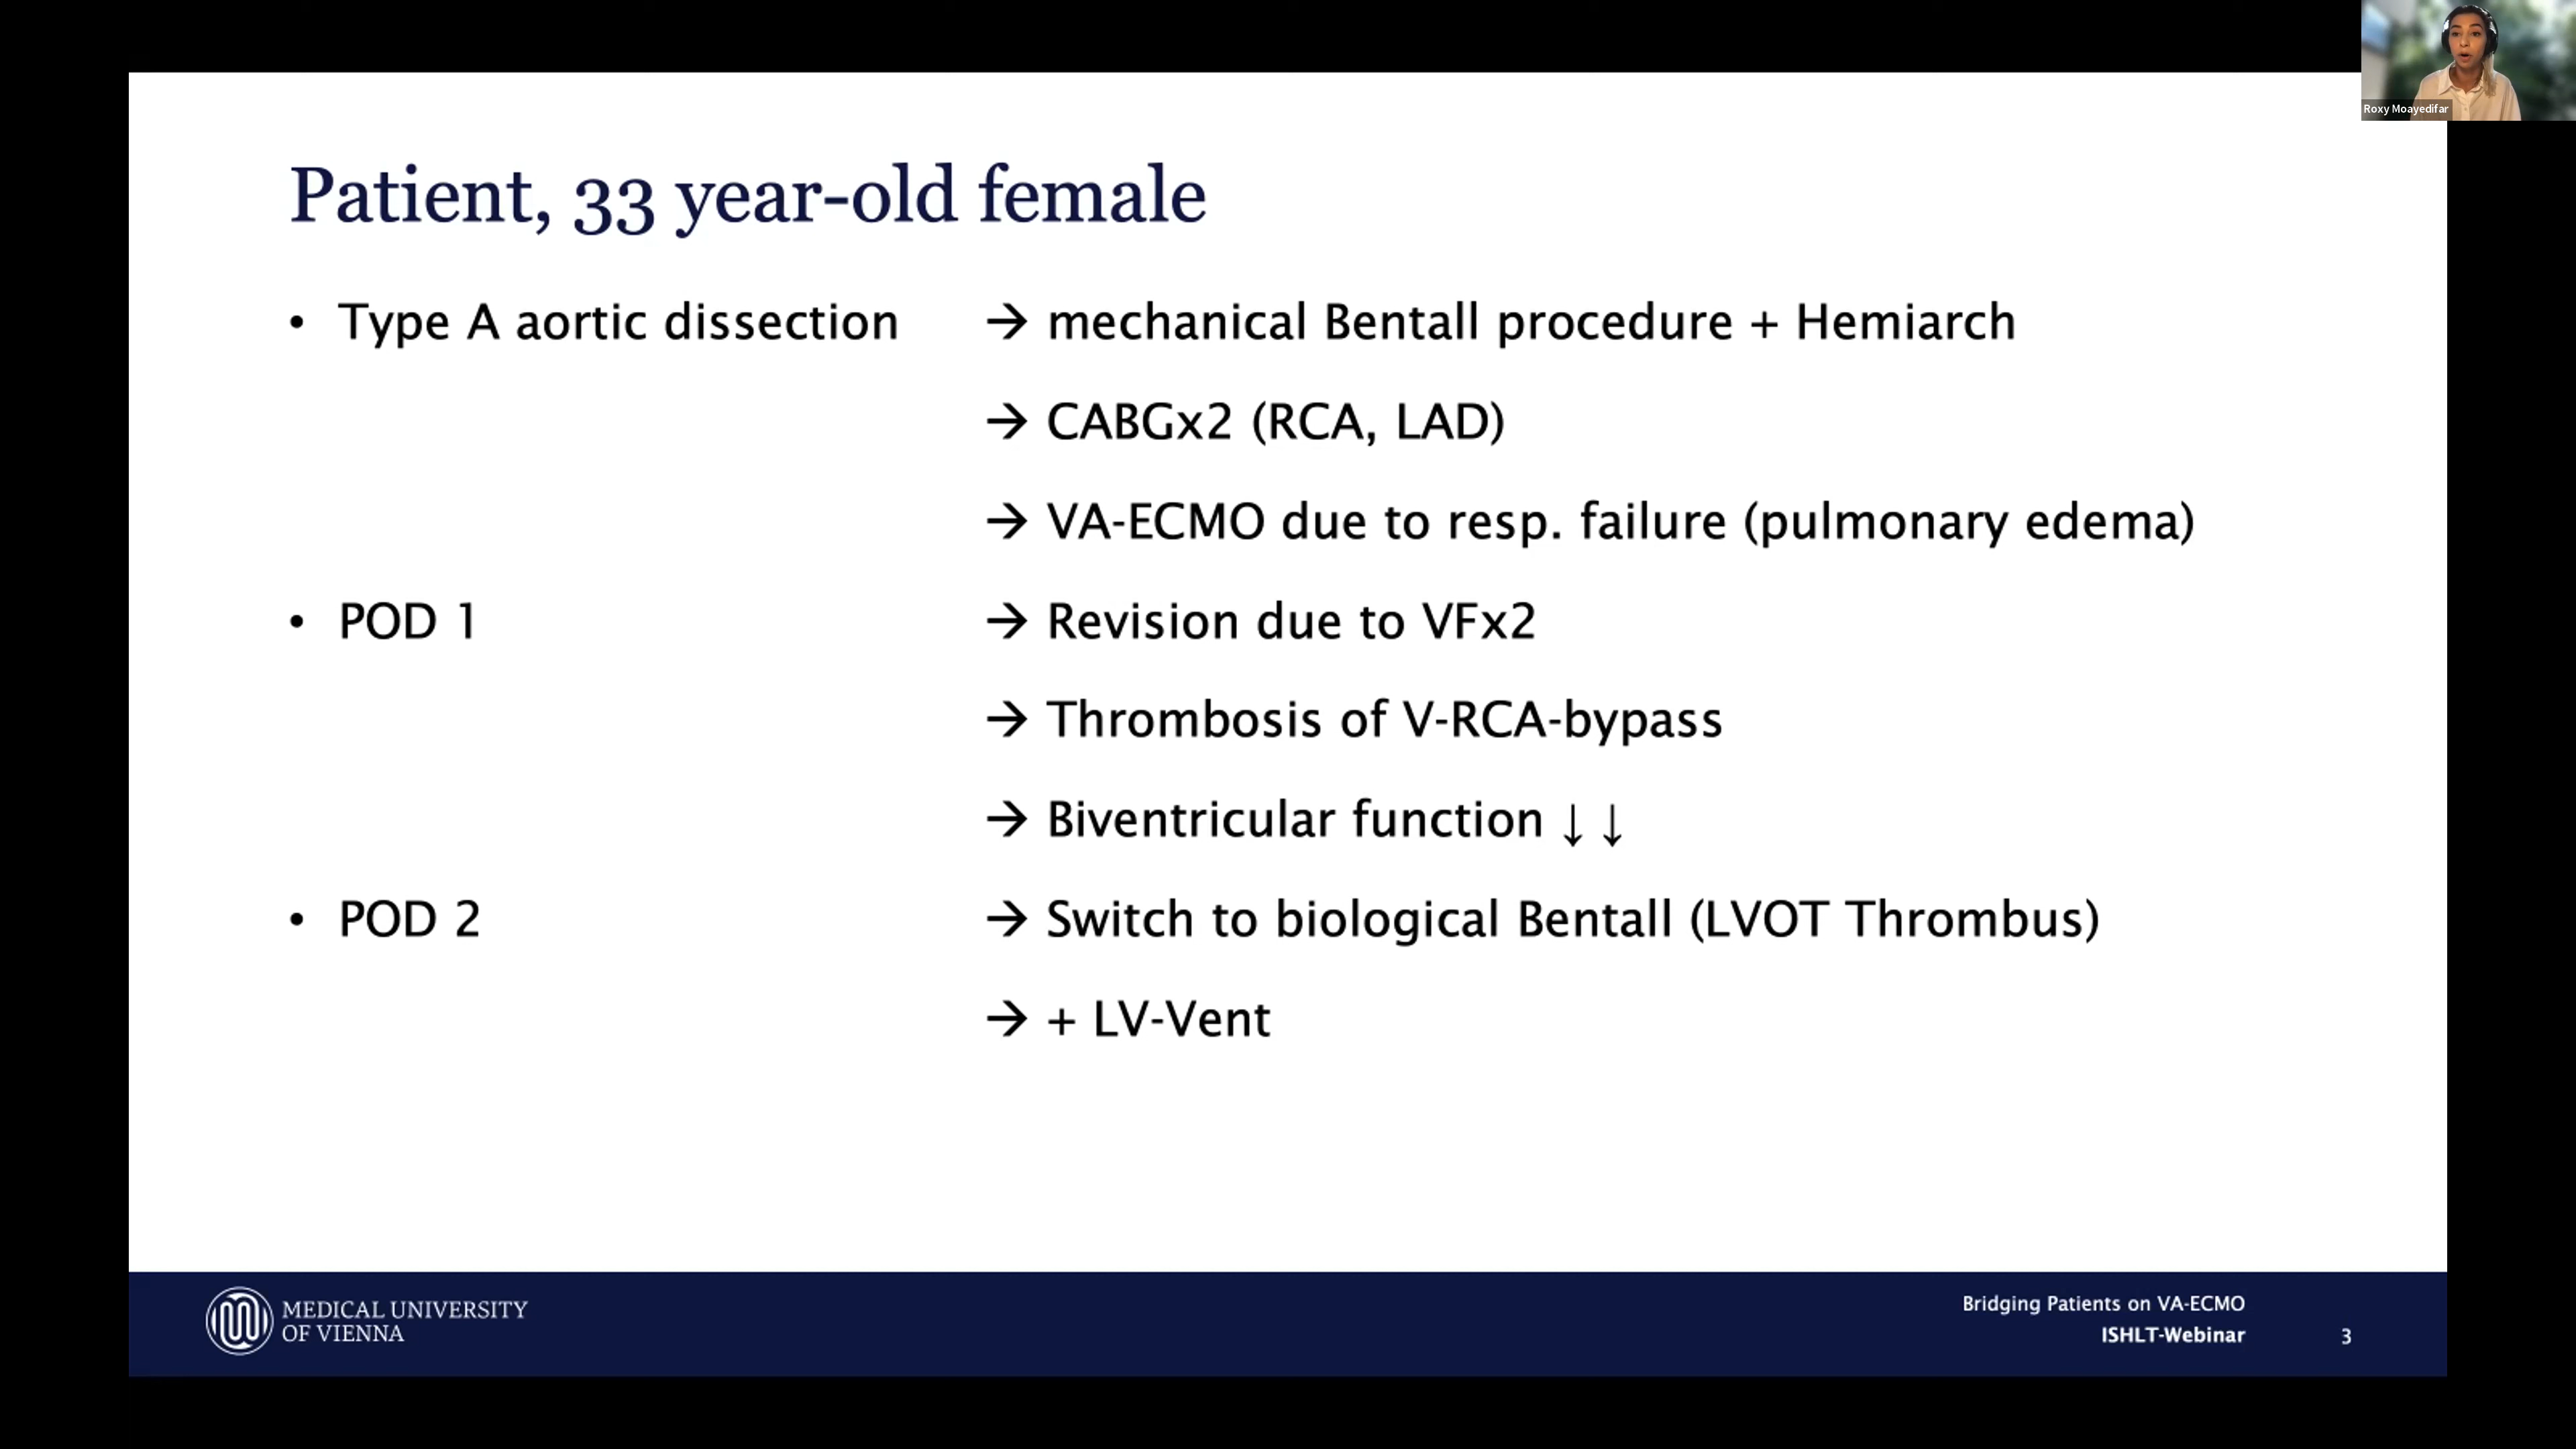 Roxy Moayedifar
Patient, 33 year-old female
• Type A aortic dissection → mechanical Bentall procedure + Hemiarch
→ CABGx2 (RCA, LAD)
→ VA-ECMO due to resp. failure (pulmonary edema)
• POD 1 → Revision due to VFx2
→ Thrombosis of V-RCA-bypass
→ Biventricular function ↓↓
• POD 2 → Switch to biological Bentall (LVOT Thrombus)
→ + LV-Vent
MEDICAL UNIVERSITY
OF VIENNA
Bridging Patients on VA-ECMO
ISHLT-Webinar
3